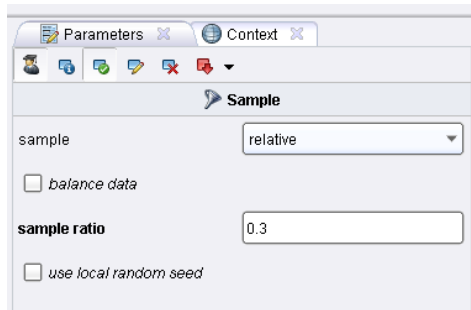 Parameters
Context
Sample
sample
relative
balance data
sample ratio
0.3
use local random seed